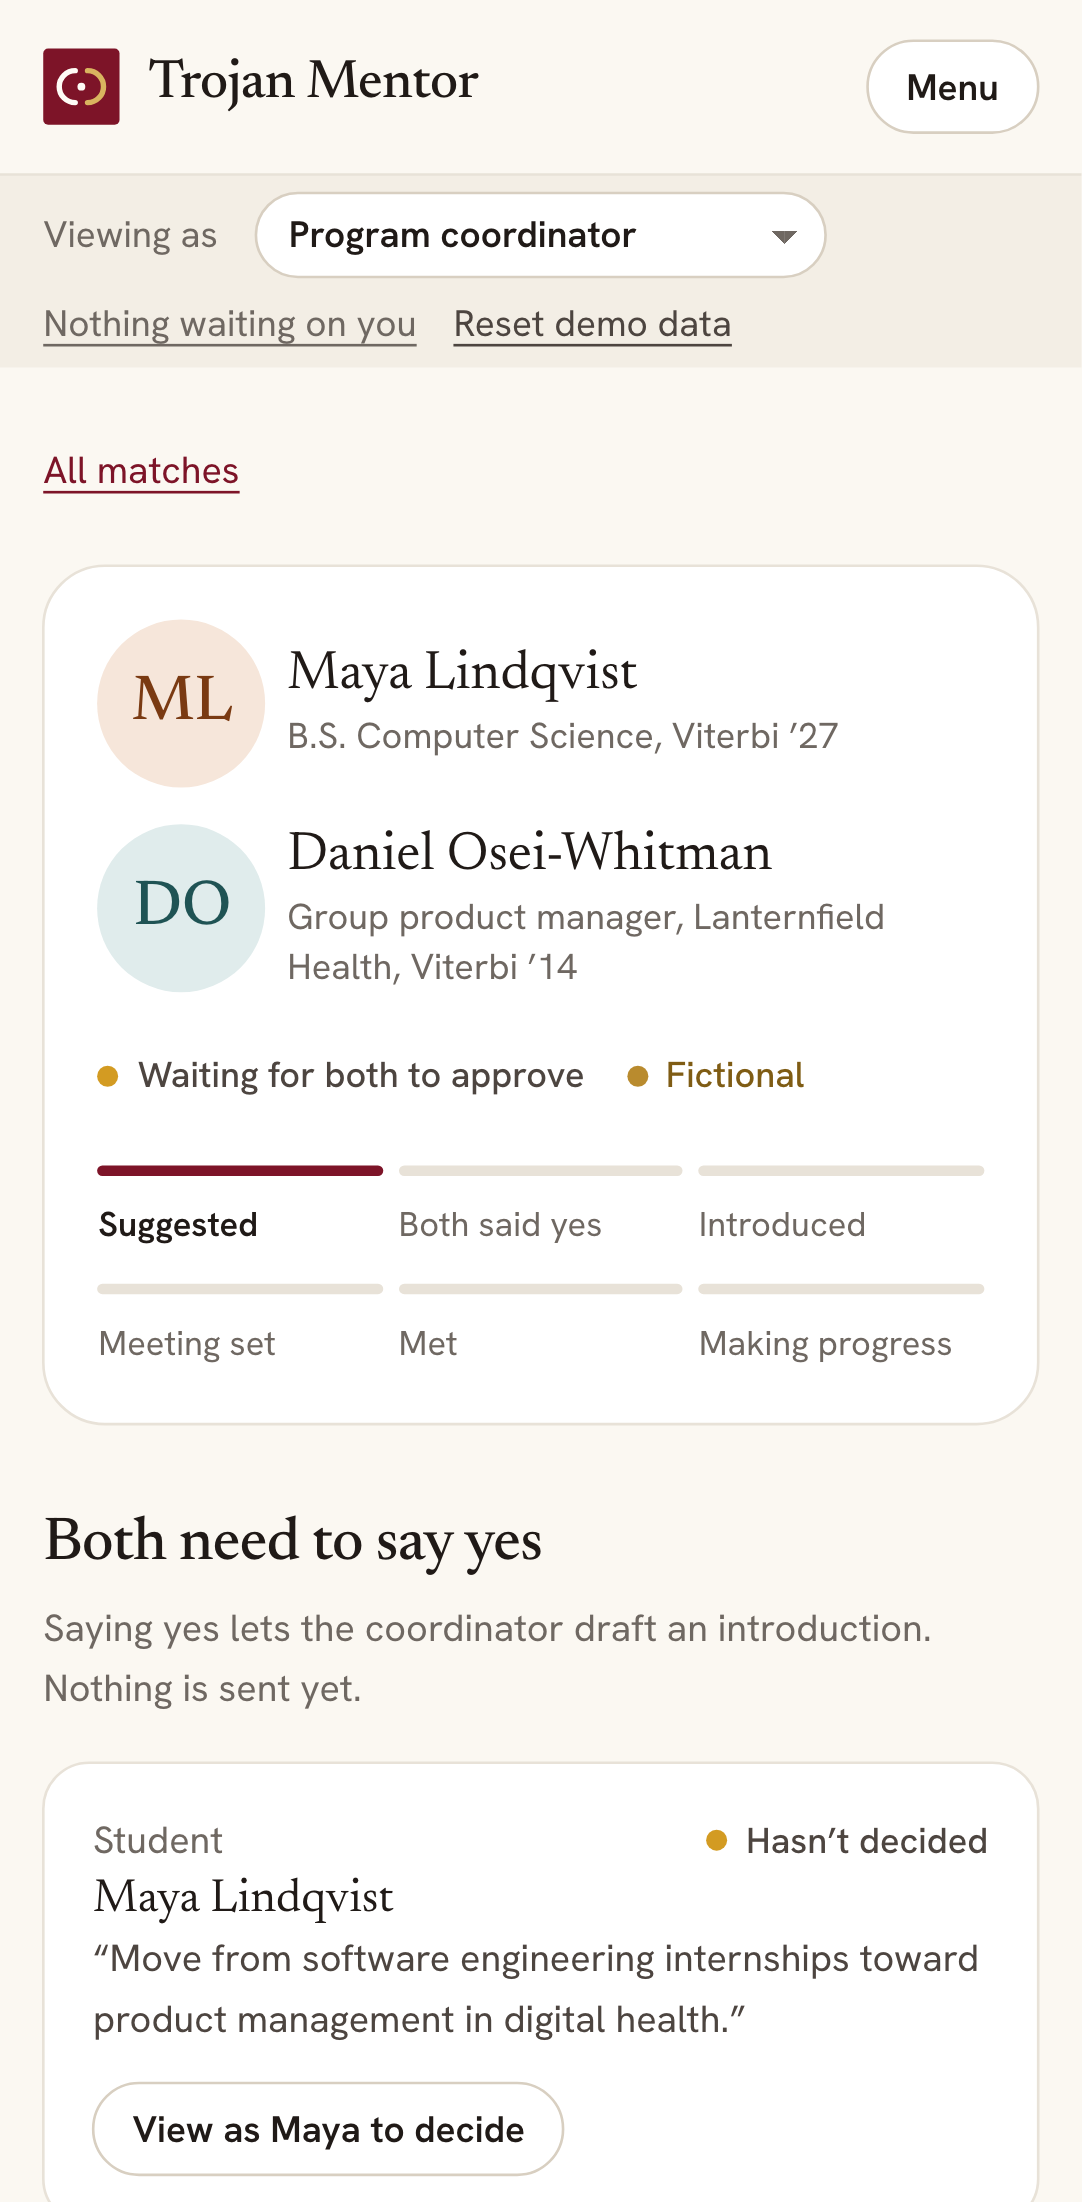 Trojan Mentor
Menu
Viewing as
Program coordinator
Nothing waiting on you
Reset demo data
All matches
ML
Maya Lindqvist
B.S. Computer Science, Viterbi ’27
DO
Daniel Osei-Whitman
Group product manager, Lanternfield
Health, Viterbi ’14
Waiting for both to approve
Fictional
Suggested
Both said yes
Introduced
Meeting set
Met
Making progress
Both need to say yes
Saying yes lets the coordinator draft an introduction.
Nothing is sent yet.
Student
Hasn’t decided
Maya Lindqvist
“Move from software engineering internships toward
product management in digital health.”
View as Maya to decide